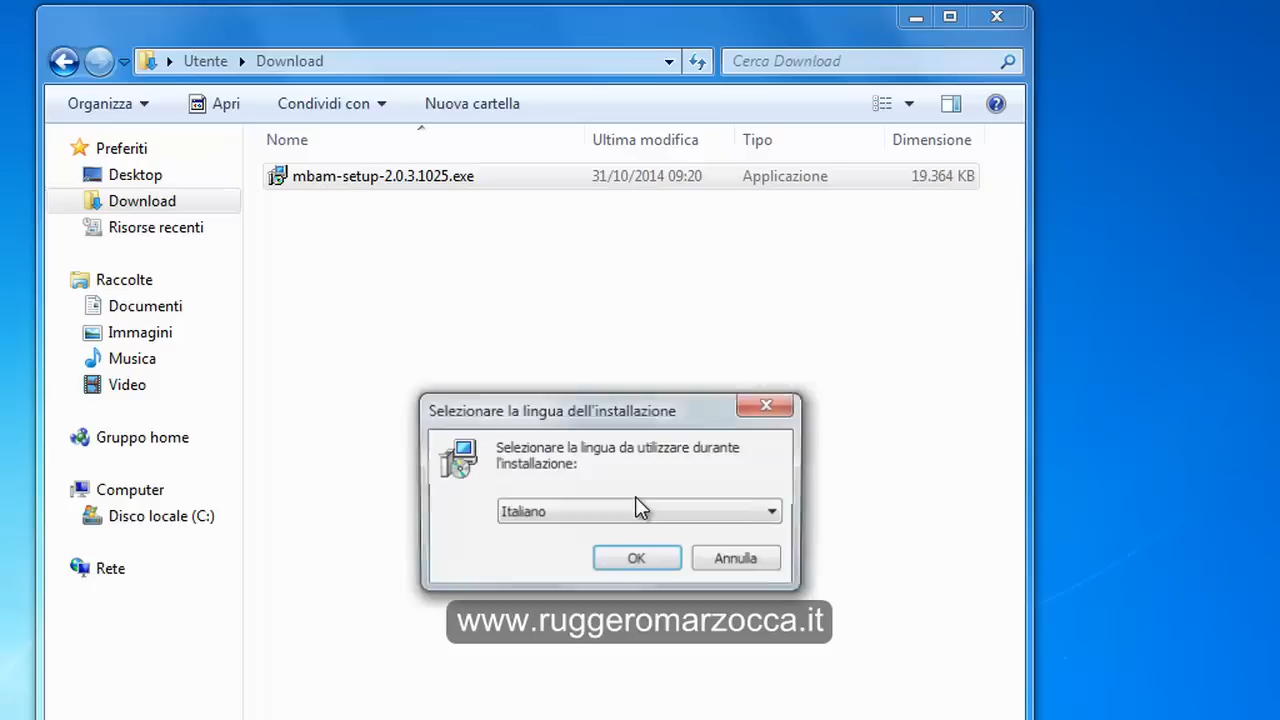 Utente
Download
Cerca Download
Organizza
Apri
Condividi con
Nuova cartella
Nome
Ultima modifica
Tipo
Dimensione
mbam-setup-2.0.3.1025.exe
31/10/2014 09:20
Applicazione
19.364 KB
Preferiti
Desktop
Download
Risorse recenti
Raccolte
Documenti
Immagini
Musica
Video
Gruppo home
Computer
Disco locale (C:)
Rete
Selezionare la lingua dell'installazione
Selezionare la lingua da utilizzare durante
l'installazione:
Italiano
OK
Annulla
www.ruggeromarzocca.it